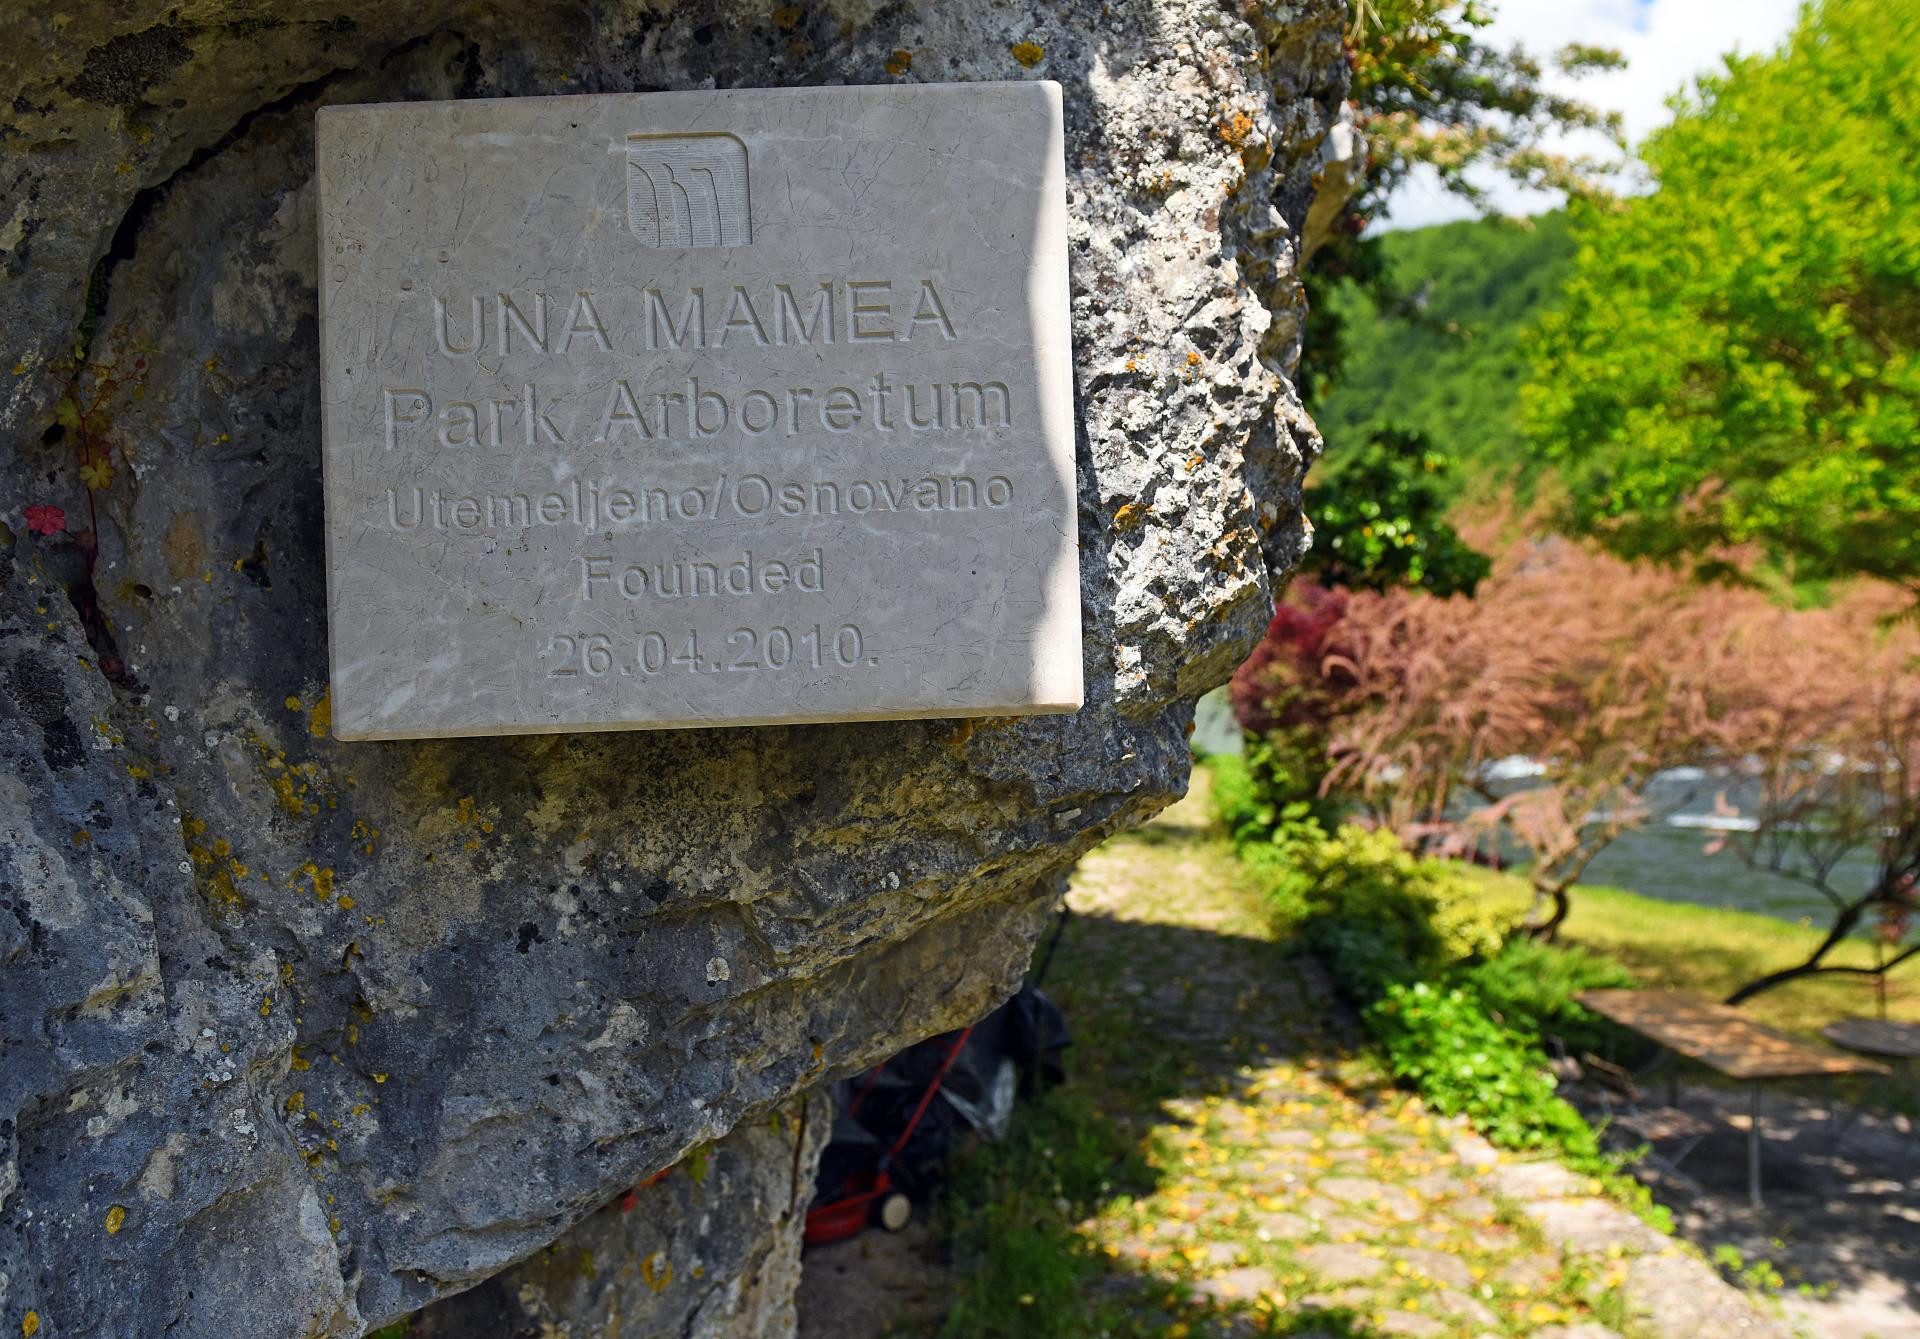 UNA MAMEA
Park Arboretum
Utemeljeno/Osnovano
Founded
26.04.2010.